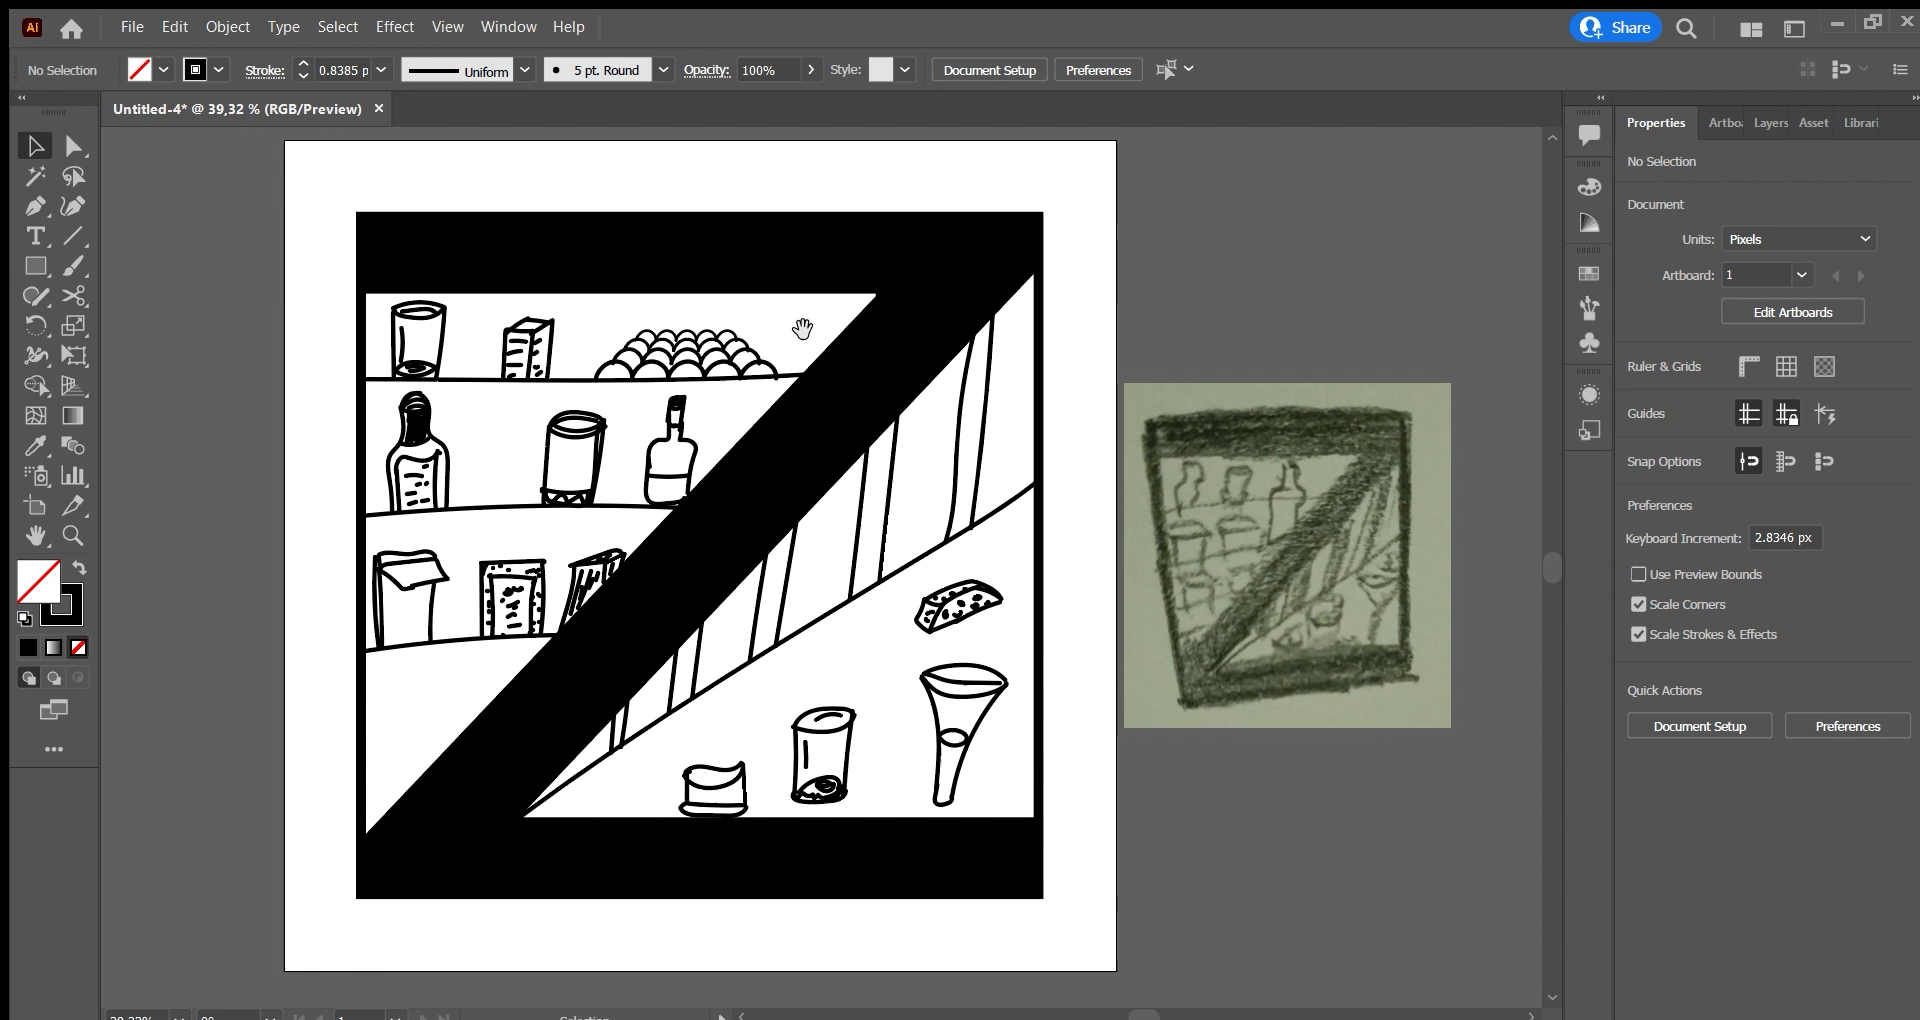 Ai
File Edit Object Type Select Effect View Window Help
Share
No Selection
Stroke: 0.8385 p
Uniform
5 pt. Round
Opacity: 100%
Style:
Document Setup
Preferences
Untitled-4* @ 39,32 % (RGB/Preview)
Properties
Artbo
Layers
Asset
Librari
No Selection
Document
Units: Pixels
Artboard: 1
Edit Artboards
Ruler & Grids
Guides
Snap Options
Preferences
Keyboard Increment: 2.8346 px
Use Preview Bounds
Scale Corners
Scale Strokes & Effects
Quick Actions
Document Setup
Preferences